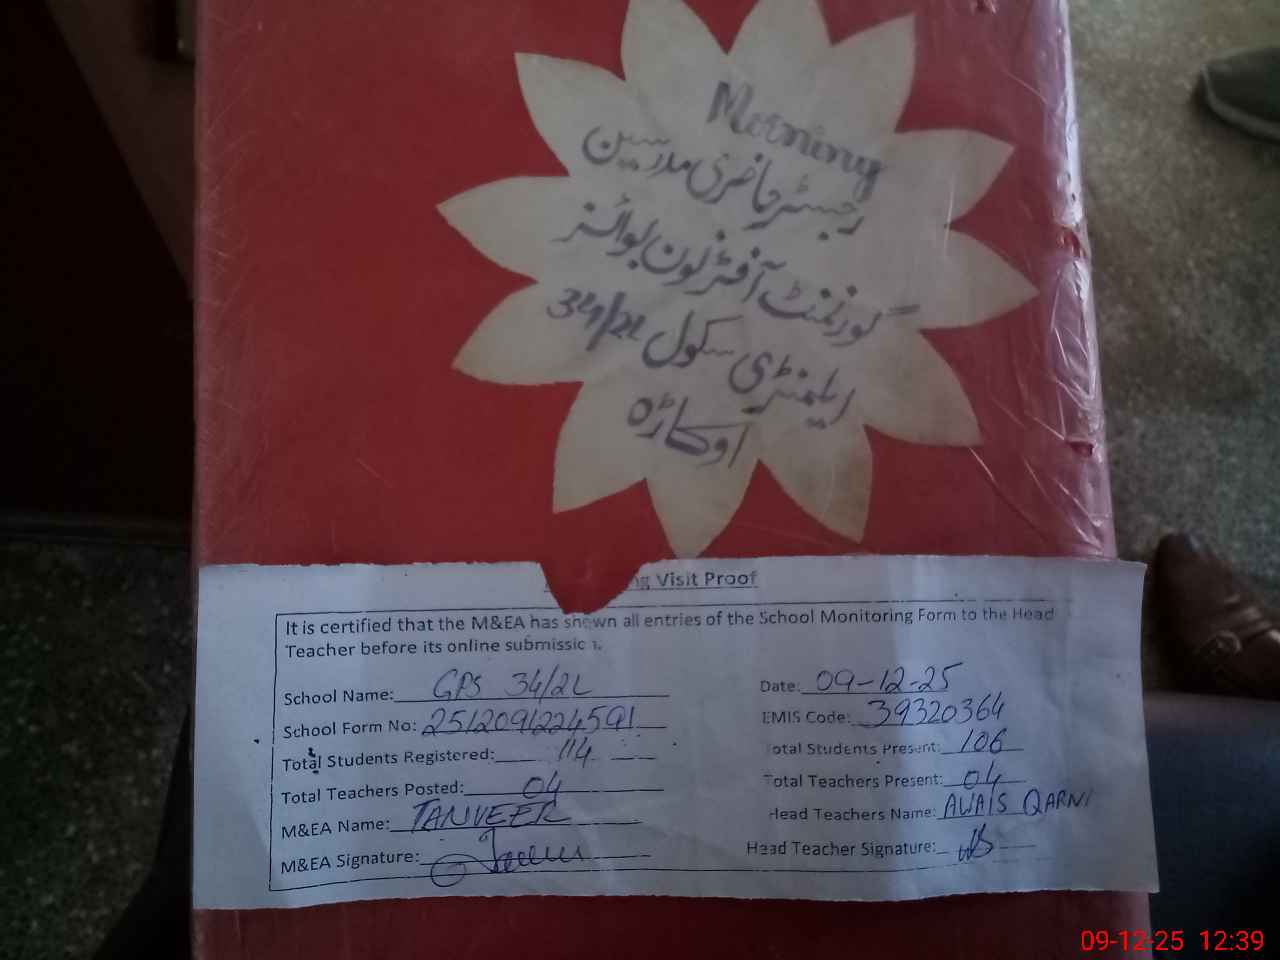 Morning
رجسٹر حاضری مدرسین
گورنمنٹ آفٹر نون بوائز
ایلمنٹری سکول 34/2L
اوکاڑہ
ng Visit Proof
It is certified that the M&EA has shown all entries of the School Monitoring Form to the Head
Teacher before its online submission.
School Name: GPS 34/2L Date: 09-12-25
School Form No: 2512091224591 EMIS Code: 39320364
Total Students Registered: 114 Total Students Present: 106
Total Teachers Posted: 04 Total Teachers Present: 04
M&EA Name: TANVEER Head Teachers Name: AWAIS QARNI
M&EA Signature: Head Teacher Signature:
09-12-25 12:39